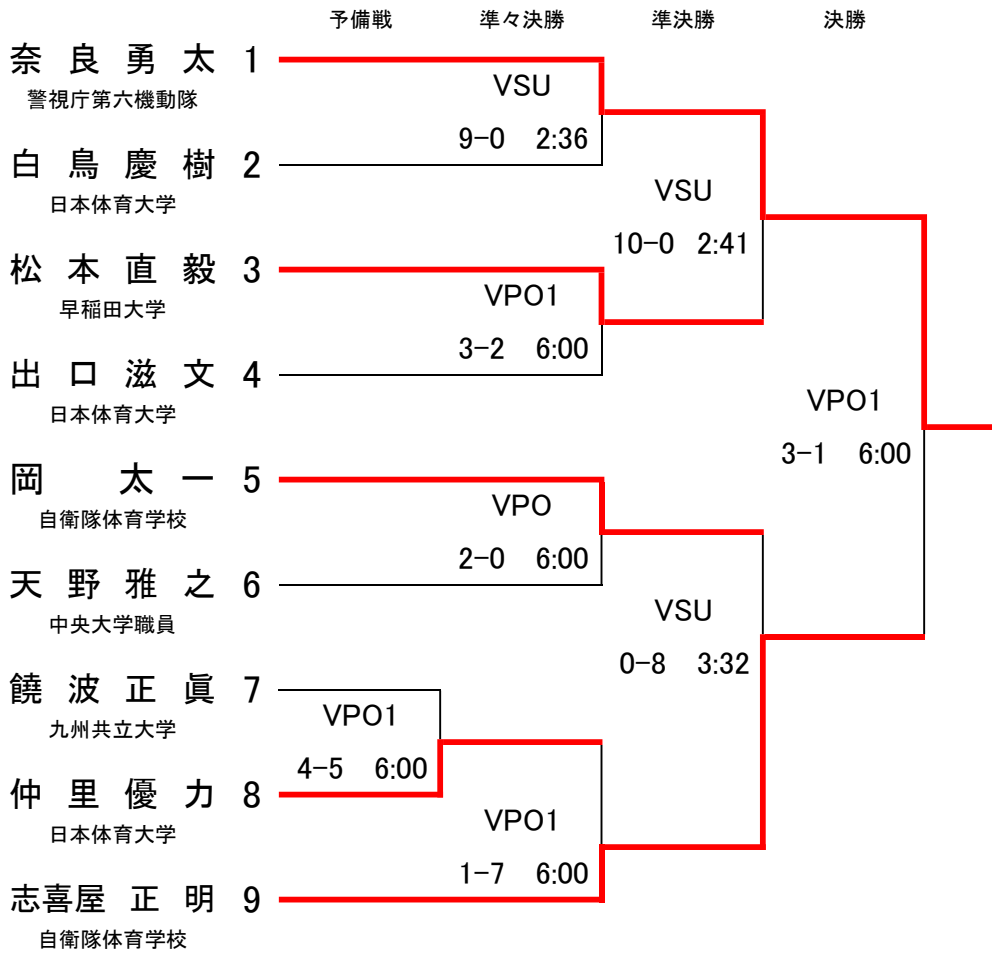 予備戦 準々決勝 準決勝 決勝
奈良勇太 1
警視庁第六機動隊
VSU
9-0 2:36
白鳥慶樹 2
日本体育大学
VSU
10-0 2:41
松本直毅 3
早稲田大学
VPO1
3-2 6:00
出口滋文 4
日本体育大学
VPO1
3-1 6:00
岡太一 5
自衛隊体育学校
VPO
2-0 6:00
天野雅之 6
中央大学職員
VSU
0-8 3:32
饒波正眞 7
九州共立大学
VPO1
4-5 6:00
仲里優力 8
日本体育大学
VPO1
1-7 6:00
志喜屋正明 9
自衛隊体育学校